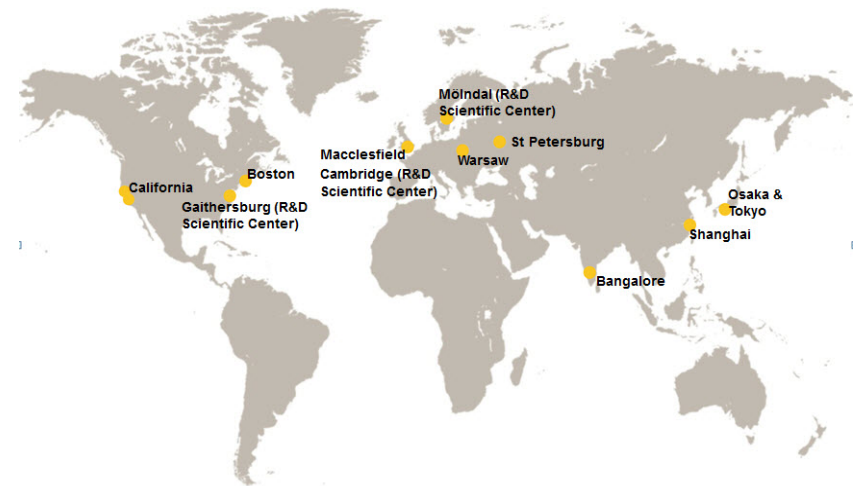 Mölndal (R&D
Scientific Center)
St Petersburg
Macclesfield
Warsaw
Cambridge (R&D
Scientific Center)
Boston
California
Gaithersburg (R&D
Scientific Center)
Osaka &
Tokyo
Shanghai
Bangalore